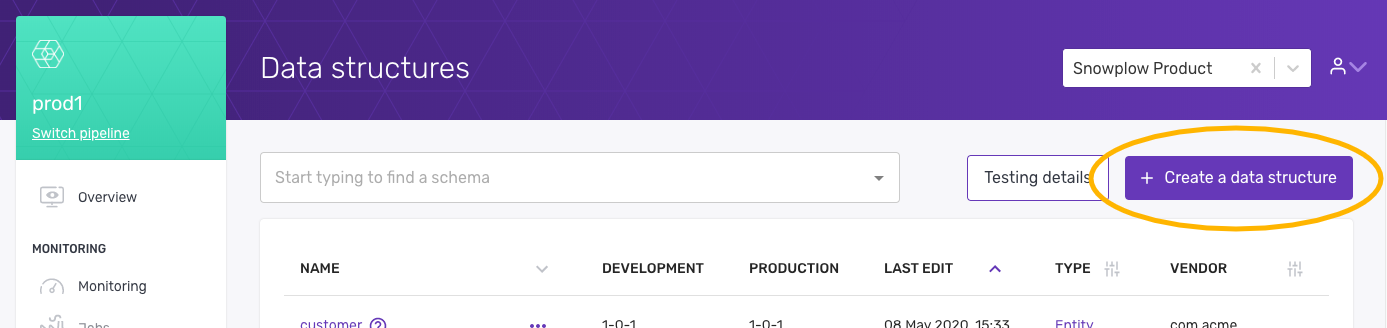 Data structures
Snowplow Product
prod1
Switch pipeline
Start typing to find a schema
Testing details
+ Create a data structure
Overview
MONITORING
Monitoring
Jobs
NAME DEVELOPMENT PRODUCTION LAST EDIT TYPE VENDOR
customer 1-0-1 1-0-1 08 May 2020, 15:33 Entity com.acme